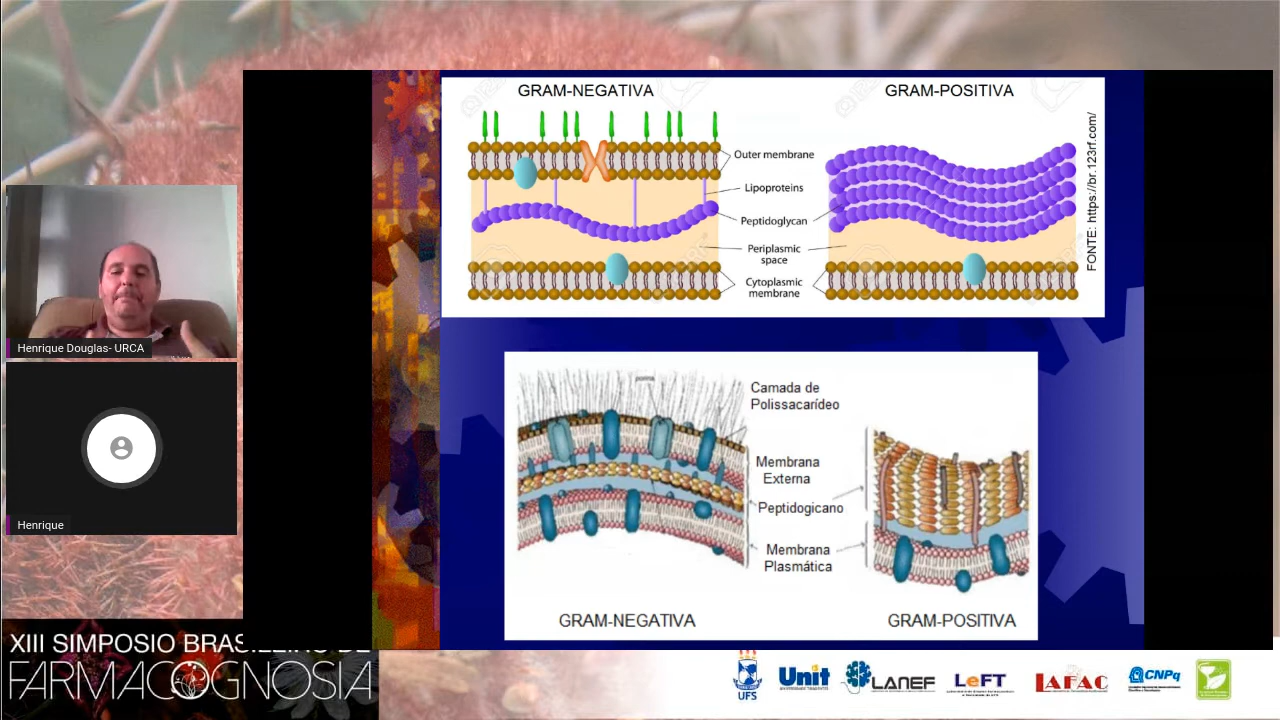 GRAM-NEGATIVA
GRAM-POSITIVA
Outer membrane
Lipoproteins
Peptidoglycan
Periplasmic
space
Cytoplasmic
membrane
FONTE: https://br.123rf.com/
Camada de
Polissacarídeo
Membrana
Externa
Peptidogicano
Membrana
Plasmática
GRAM-NEGATIVA
GRAM-POSITIVA
Henrique Douglas- URCA
Henrique
XIII SIMPOSIO BRASILEIRO DE
FARMACOGNOSIA
UFS
Unit
LANEF
LeFT
LAFAC
CNPq